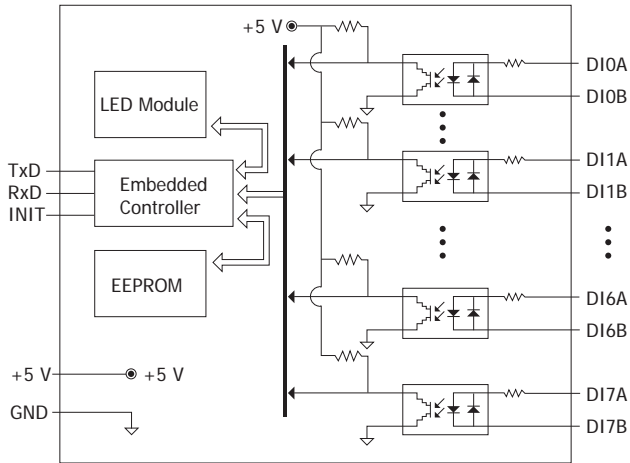 +5 V
DI0A
LED Module
DI0B
TxD
RxD
INIT
Embedded
Controller
DI1A
DI1B
EEPROM
DI6A
DI6B
+5 V
+5 V
GND
DI7A
DI7B